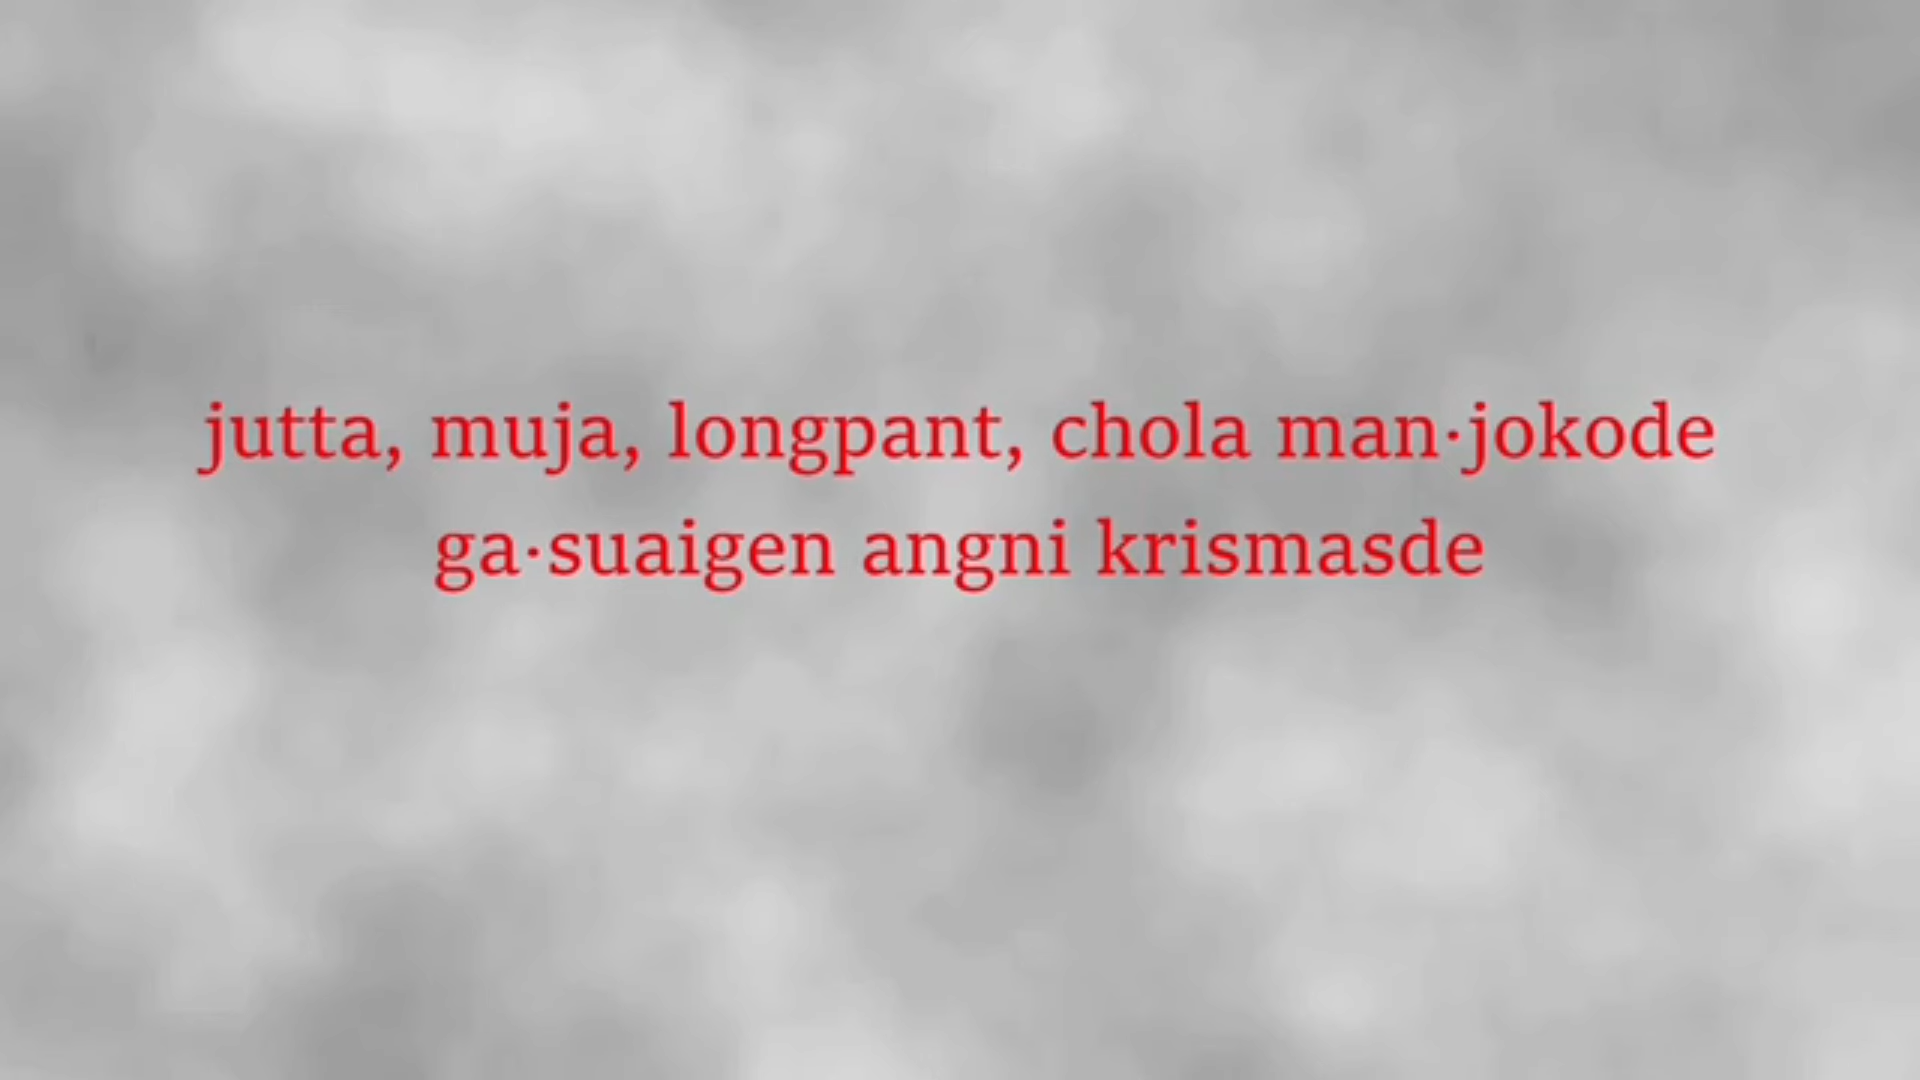 jutta, muja, longpant, chola man·jokode
ga·suaigen angni krismasde